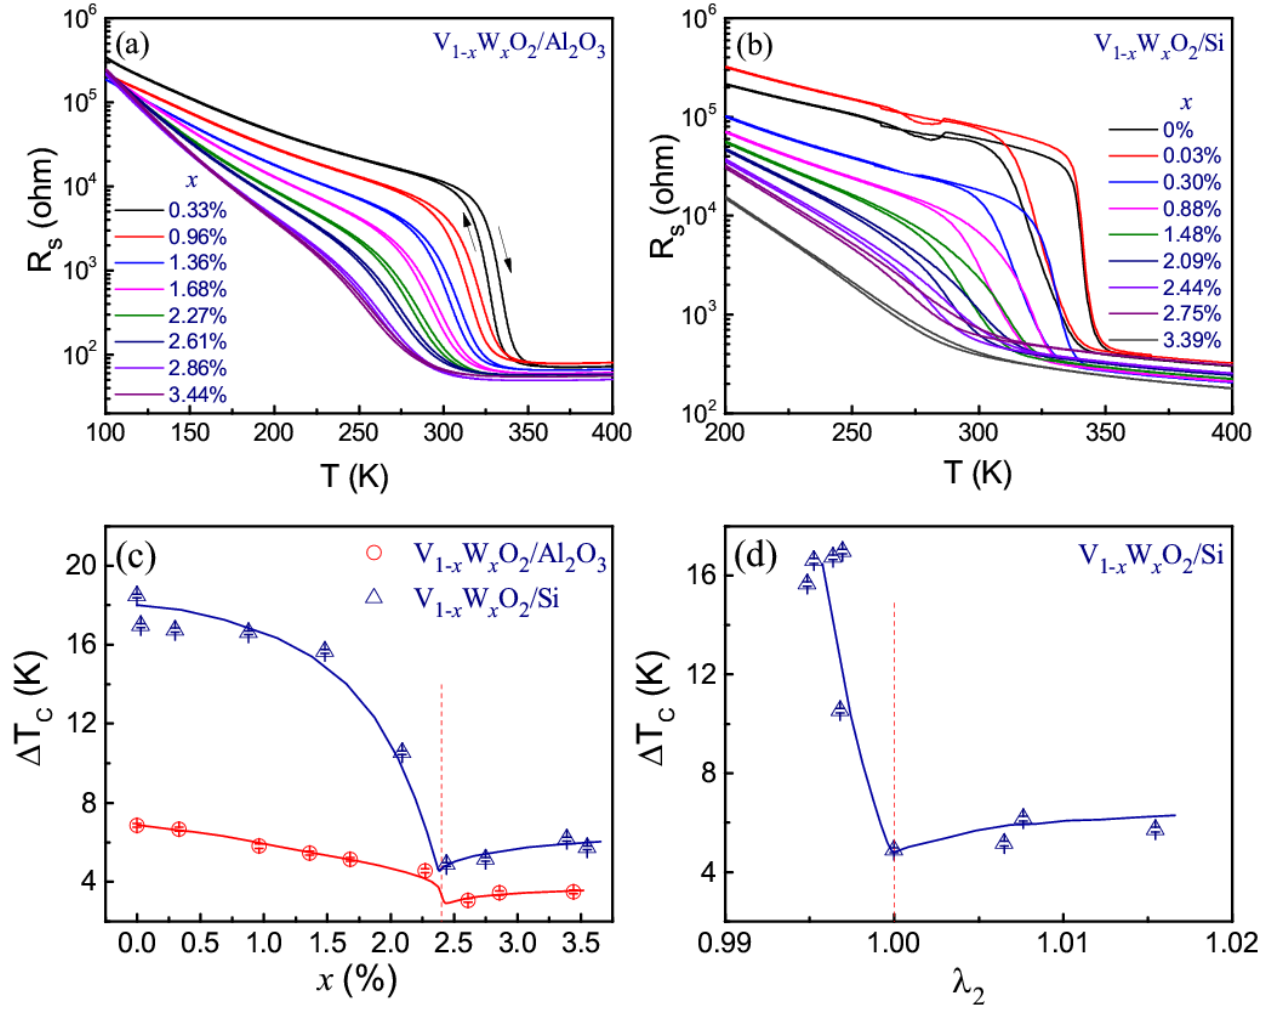 (a)
V1-xWxO2/Al2O3
10^6
10^5
10^4
10^3
10^2
Rs (ohm)
x
0.33%
0.96%
1.36%
1.68%
2.27%
2.61%
2.86%
3.44%
100 150 200 250 300 350 400
T (K)
(b)
V1-xWxO2/Si
10^6
10^5
10^4
10^3
10^2
Rs (ohm)
x
0%
0.03%
0.30%
0.88%
1.48%
2.09%
2.44%
2.75%
3.39%
200 250 300 350 400
T (K)
(c)
V1-xWxO2/Al2O3
V1-xWxO2/Si
20
16
12
8
4
ΔTC (K)
0.0 0.5 1.0 1.5 2.0 2.5 3.0 3.5
x (%)
(d)
V1-xWxO2/Si
16
12
8
4
ΔTC (K)
0.99 1.00 1.01 1.02
λ2